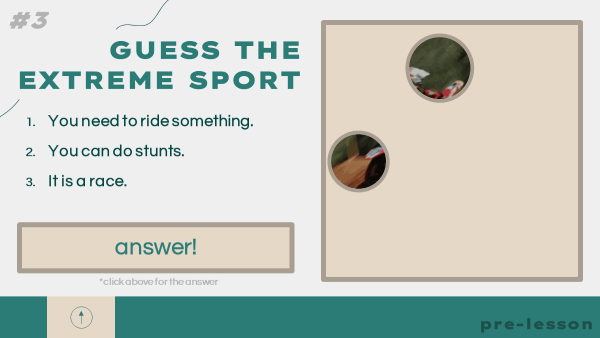 #3
GUESS THE
EXTREME SPORT
1. You need to ride something.
2. You can do stunts.
3. It is a race.
answer!
*click above for the answer
pre-lesson